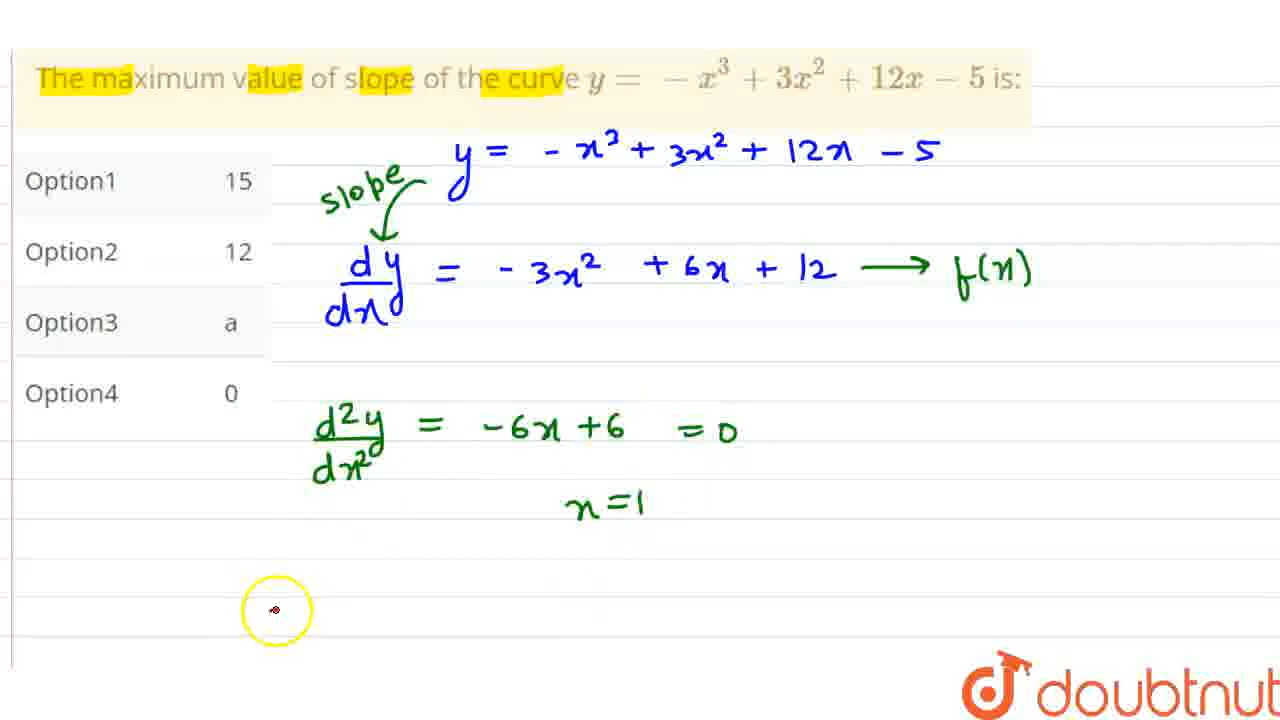 The maximum value of slope of the curve y = −x³ + 3x² + 12x − 5 is:
y = -x³ + 3x² + 12x - 5
Option1 15
slope
Option2 12
dy/dx = -3x² + 6x + 12 → f(x)
Option3 a
Option4 0
d²y/dx² = -6x + 6 = 0
x = 1
doubtnut